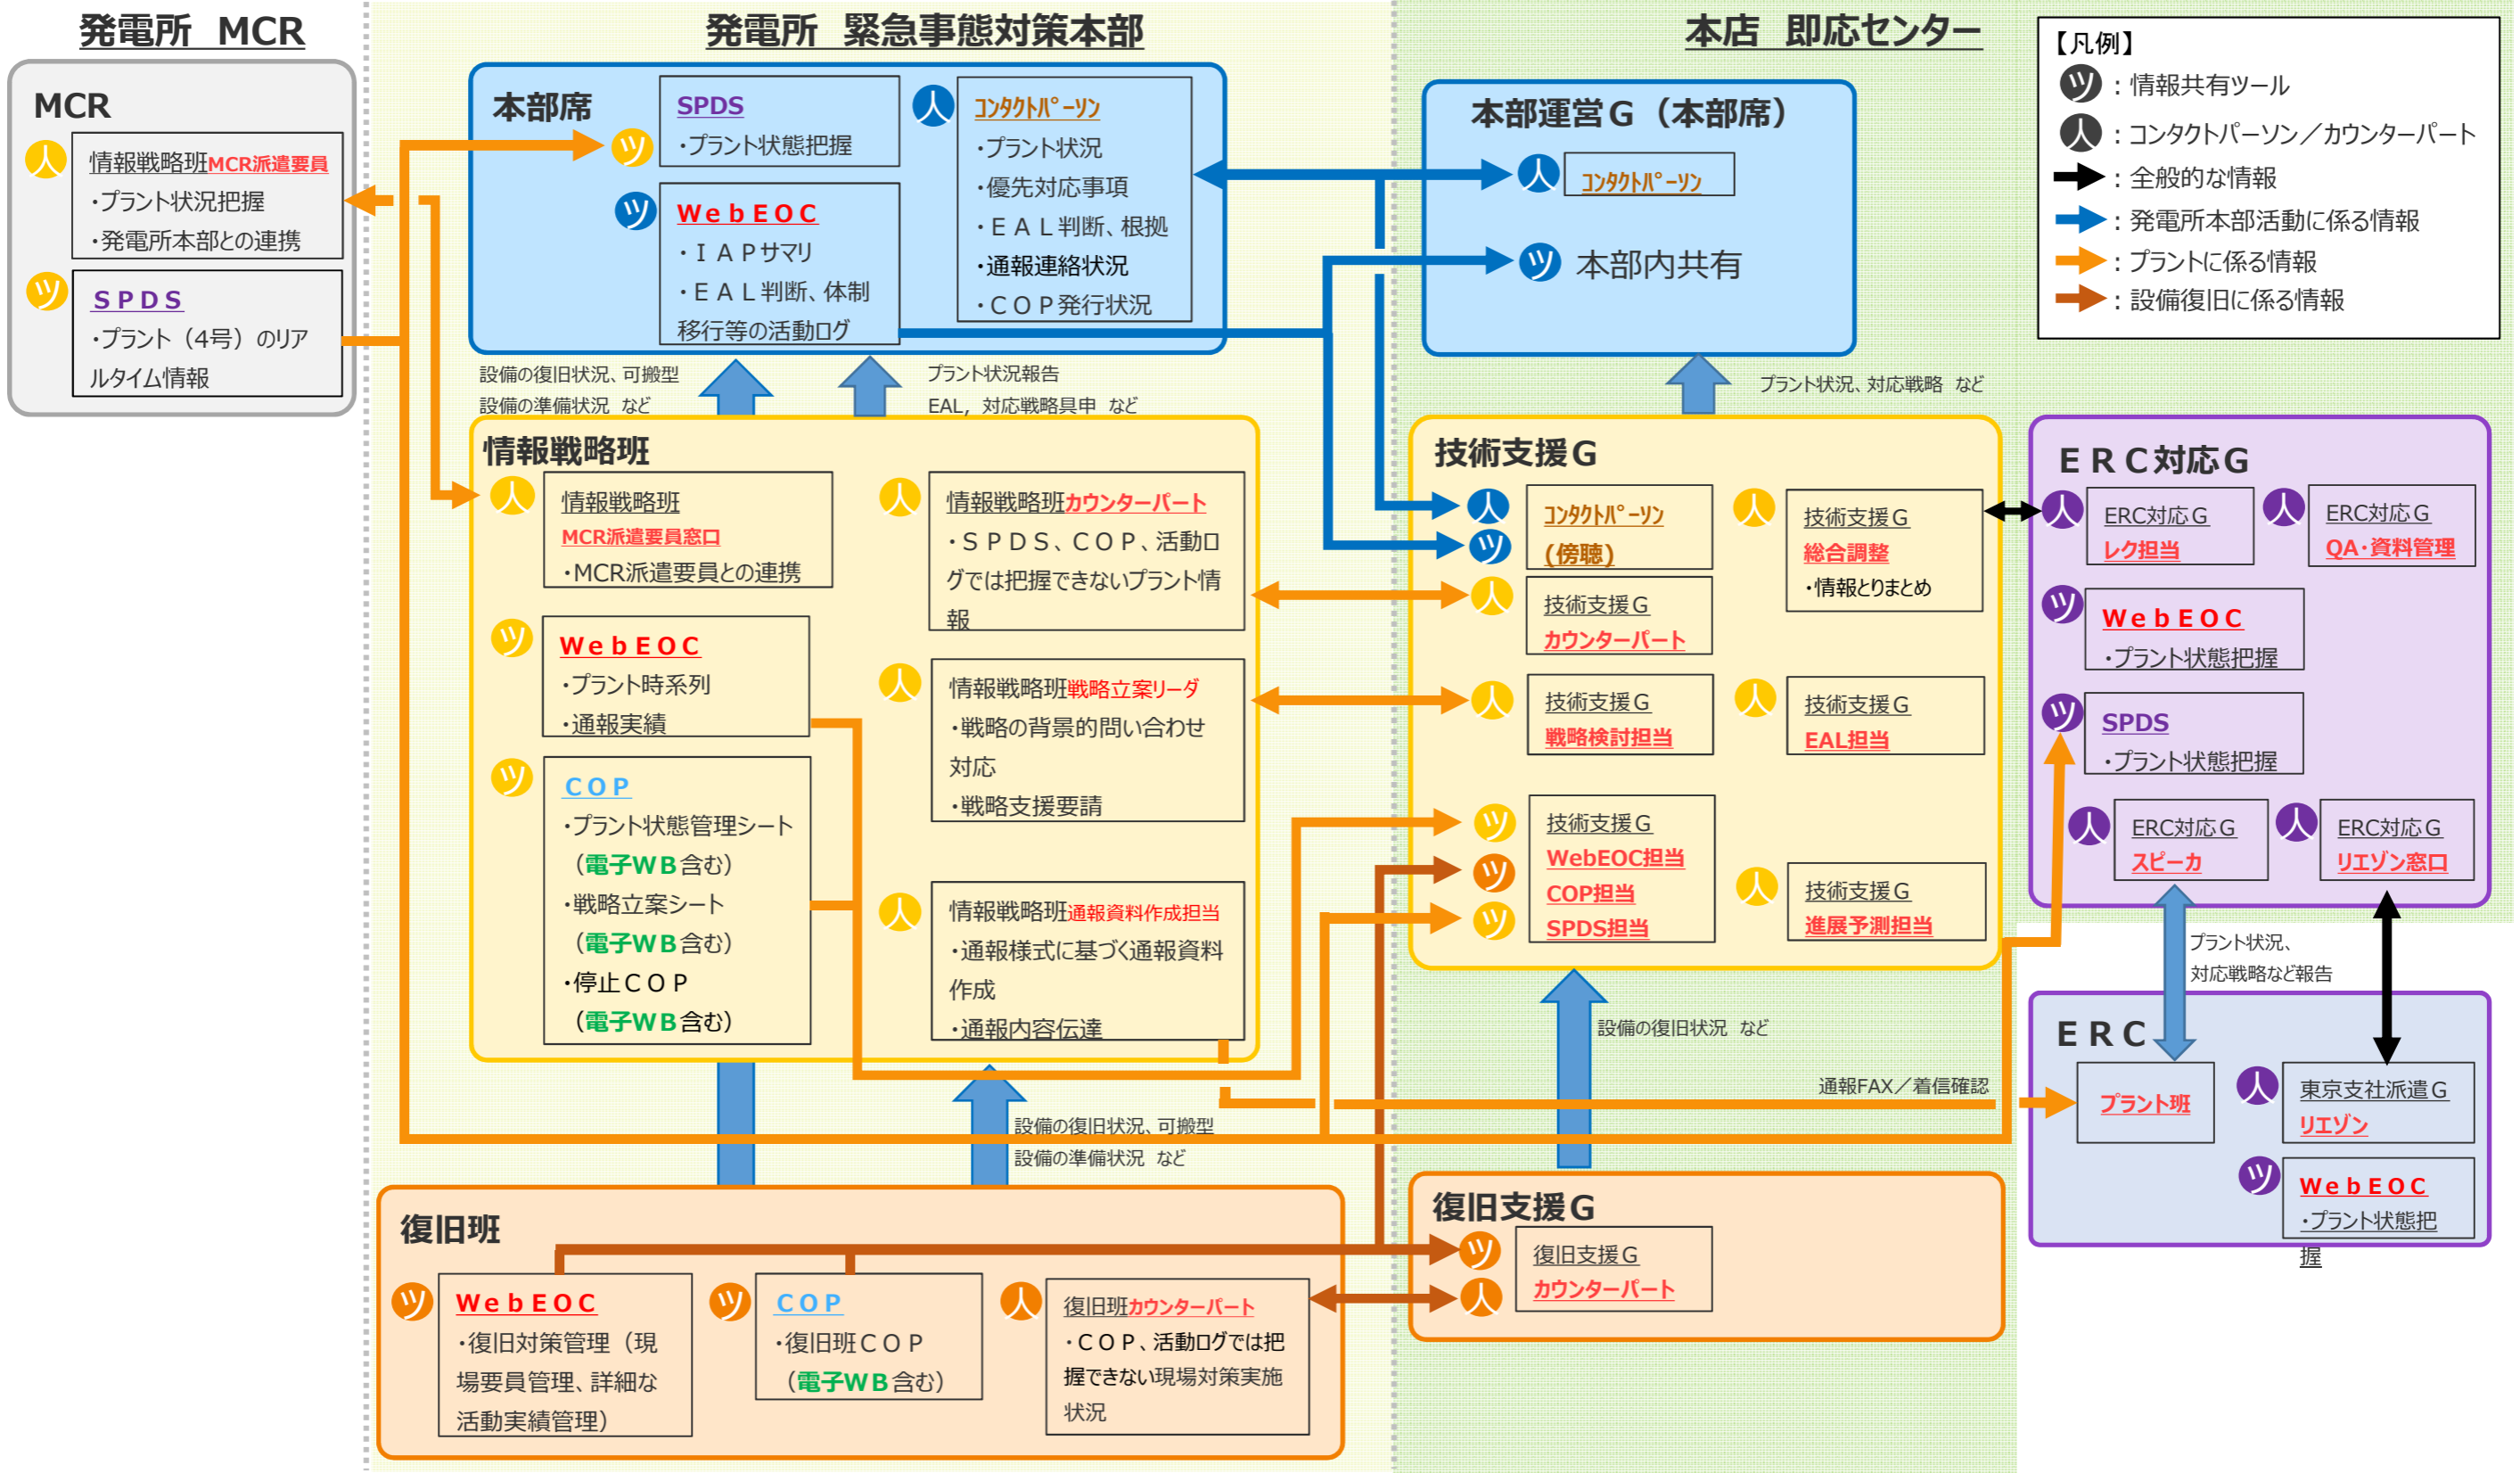 発電所　MCR
発電所　緊急事態対策本部
本店　即応センター
【凡例】
ツ：情報共有ツール
人：コンタクトパーソン／カウンターパート
：全般的な情報
：発電所本部活動に係る情報
：プラントに係る情報
：設備復旧に係る情報
MCR
人
情報戦略班MCR派遣要員
・プラント状況把握
・発電所本部との連携
ツ
ＳＰＤＳ
・プラント（4号）のリア
ルタイム情報
本部席
ツ
SPDS
・プラント状態把握
ツ
ＷｅｂＥＯＣ
・ＩＡＰサマリ
・ＥＡＬ判断、体制
移行等の活動ログ
人
ｺﾝﾀｸﾄﾊﾟｰｿﾝ
・プラント状況
・優先対応事項
・ＥＡＬ判断、根拠
・通報連絡状況
・ＣＯＰ発行状況
本部運営Ｇ（本部席）
人
ｺﾝﾀｸﾄﾊﾟｰｿﾝ
ツ
本部内共有
設備の復旧状況、可搬型
設備の準備状況　など
プラント状況報告
EAL，対応戦略具申　など
プラント状況、対応戦略　など
情報戦略班
人
情報戦略班
MCR派遣要員窓口
・MCR派遣要員との連携
ツ
ＷｅｂＥＯＣ
・プラント時系列
・通報実績
ツ
ＣＯＰ
・プラント状態管理シート
（電子ＷＢ含む）
・戦略立案シート
（電子ＷＢ含む）
・停止ＣＯＰ
（電子ＷＢ含む）
人
情報戦略班カウンターパート
・ＳＰＤＳ、ＣＯＰ、活動ロ
グでは把握できないプラント情
報
人
情報戦略班戦略立案リーダ
・戦略の背景的問い合わせ
対応
・戦略支援要請
人
情報戦略班通報資料作成担当
・通報様式に基づく通報資料
作成
・通報内容伝達
技術支援Ｇ
人
ツ
ｺﾝﾀｸﾄﾊﾟｰｿﾝ
(傍聴)
人
技術支援Ｇ
カウンターパート
人
技術支援Ｇ
戦略検討担当
ツ
ツ
ツ
技術支援Ｇ
WebEOC担当
COP担当
SPDS担当
人
技術支援Ｇ
総合調整
・情報とりまとめ
人
技術支援Ｇ
EAL担当
人
技術支援Ｇ
進展予測担当
ＥＲＣ対応Ｇ
人
ERC対応Ｇ
レク担当
人
ERC対応Ｇ
QA・資料管理
ツ
ＷｅｂＥＯＣ
・プラント状態把握
ツ
SPDS
・プラント状態把握
人
ERC対応Ｇ
スピーカ
人
ERC対応Ｇ
リエゾン窓口
プラント状況、
対応戦略など報告
設備の復旧状況　など
通報FAX／着信確認
設備の復旧状況、可搬型
設備の準備状況　など
ＥＲＣ
プラント班
人
東京支社派遣Ｇ
リエゾン
ツ
ＷｅｂＥＯＣ
・プラント状態把
握
復旧班
ツ
ＷｅｂＥＯＣ
・復旧対策管理（現
場要員管理、詳細な
活動実績管理）
ツ
ＣＯＰ
・復旧班ＣＯＰ
（電子ＷＢ含む）
人
復旧班カウンターパート
・ＣＯＰ、活動ログでは把
握できない現場対策実施
状況
復旧支援Ｇ
ツ
人
復旧支援Ｇ
カウンターパート